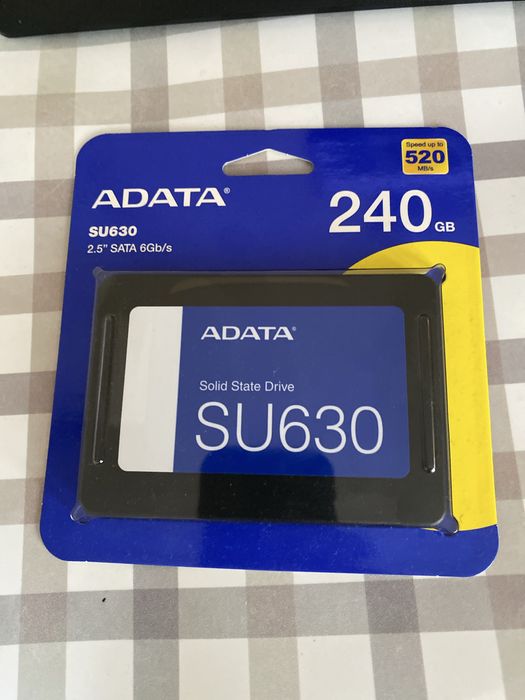 Speed up to
520
MB/s
ADATA®
240 GB
SU630
2.5" SATA 6Gb/s
ADATA®
Solid State Drive
SU630